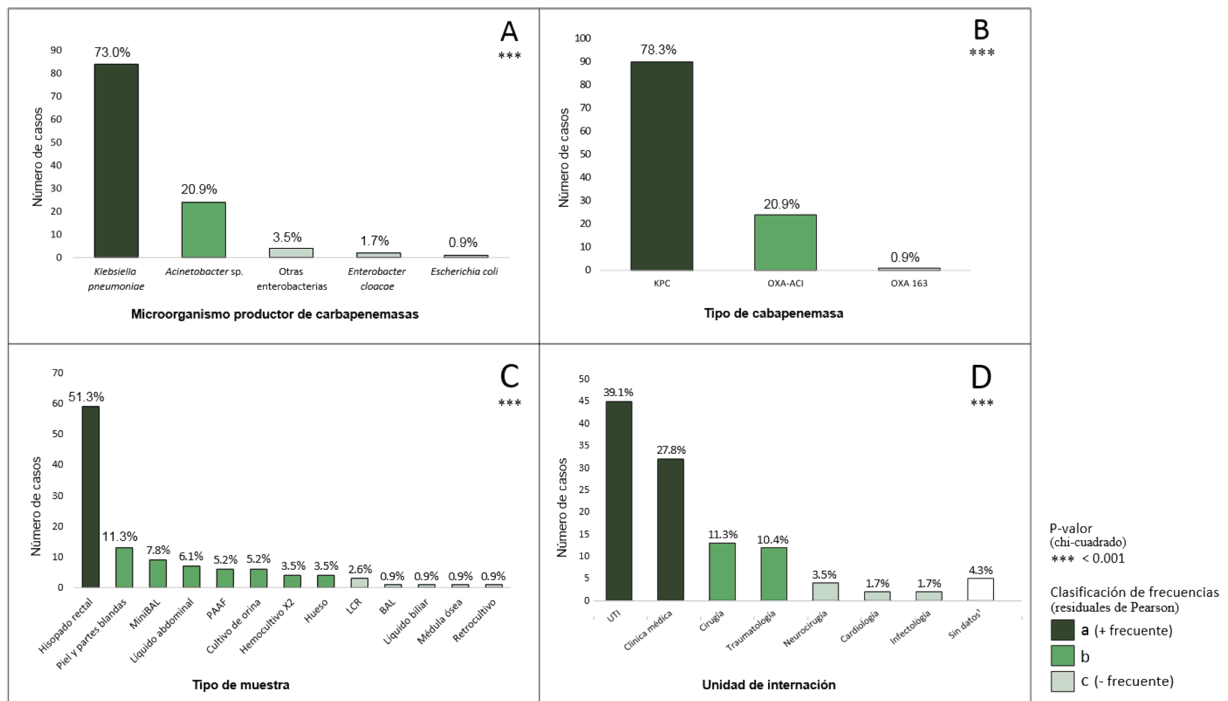 A
***
90
80
70
60
50
40
30
20
10
0
Número de casos
73.0%
20.9%
3.5%
1.7%
0.9%
Klebsiella
pneumoniae
Acinetobacter sp.
Otras
enterobacterias
Enterobacter
cloacae
Escherichia coli
Microorganismo productor de carbapenemasas
B
***
100
90
80
70
60
50
40
30
20
10
0
Número de casos
78.3%
20.9%
0.9%
KPC
OXA-ACI
OXA 163
Tipo de cabapenemasa
C
***
70
60
50
40
30
20
10
0
Número de casos
51.3%
11.3%
7.8%
6.1%
5.2%
5.2%
3.5%
3.5%
2.6%
0.9%
0.9%
0.9%
0.9%
Hisopado rectal
Piel y partes blandas
MiniBAL
Líquido abdominal
PAAF
Cultivo de orina
Hemocultivo X2
Hueso
LCR
BAL
Líquido biliar
Médula ósea
Retrocultivo
Tipo de muestra
D
***
50
45
40
35
30
25
20
15
10
5
0
Número de casos
39.1%
27.8%
11.3%
10.4%
3.5%
1.7%
1.7%
4.3%
UTI
Clínica médica
Cirugía
Traumatología
Neurocirugía
Cardiología
Infectología
Sin datos¹
Unidad de internación
P-valor
(chi-cuadrado)
*** < 0.001
Clasificación de frecuencias
(residuales de Pearson)
a (+ frecuente)
b
c (- frecuente)